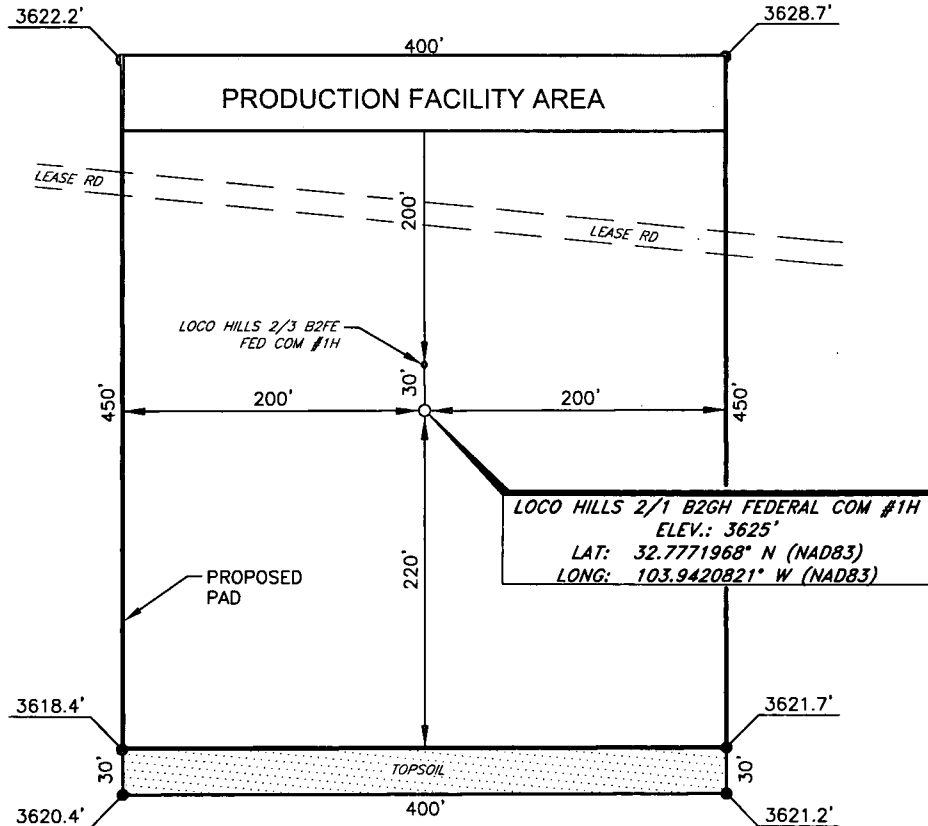 3622.2'
3628.7'
400'
PRODUCTION FACILITY AREA
LEASE RD
200'
LEASE RD
LOCO HILLS 2/3 B2FE
FED COM #1H
30'
450'
200'
200'
450'
LOCO HILLS 2/1 B2GH FEDERAL COM #1H
ELEV.: 3625'
LAT: 32.7771968° N (NAD83)
LONG: 103.9420821° W (NAD83)
220'
PROPOSED
PAD
3618.4'
3621.7'
30'
TOPSOIL
30'
3620.4'
400'
3621.2'